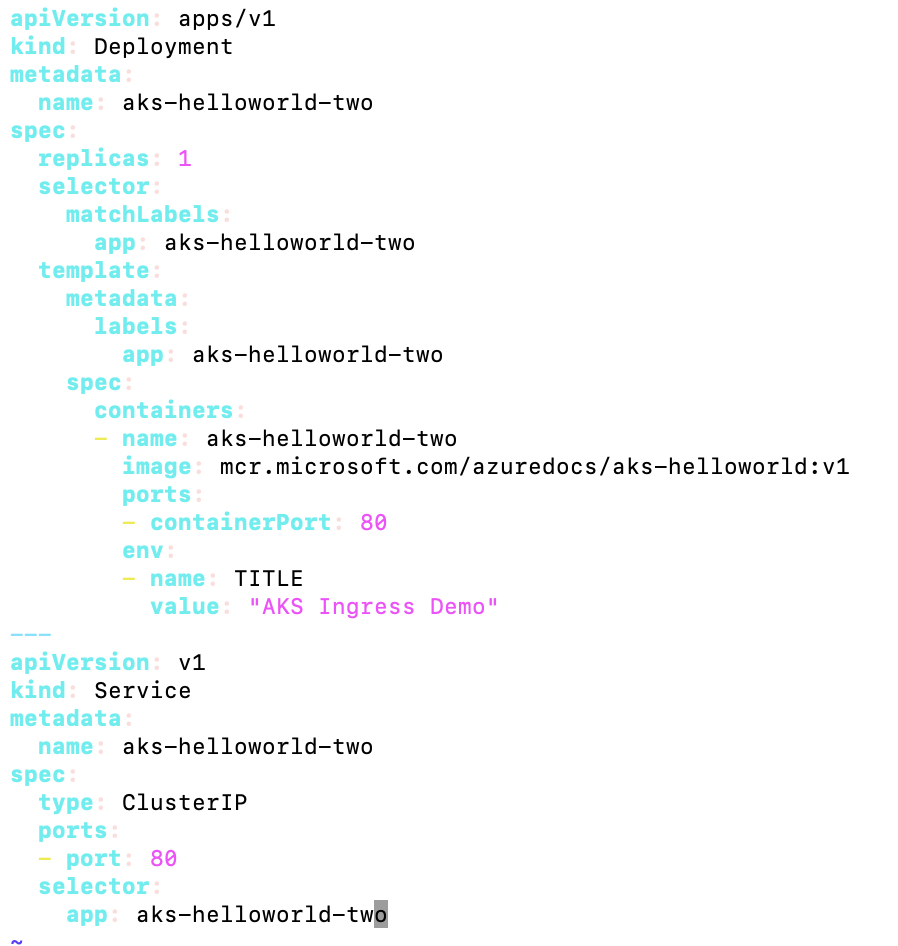 apiVersion: apps/v1
kind: Deployment
metadata:
  name: aks-helloworld-two
spec:
  replicas: 1
  selector:
    matchLabels:
      app: aks-helloworld-two
  template:
    metadata:
      labels:
        app: aks-helloworld-two
    spec:
      containers:
      - name: aks-helloworld-two
        image: mcr.microsoft.com/azuredocs/aks-helloworld:v1
        ports:
        - containerPort: 80
        env:
        - name: TITLE
          value: "AKS Ingress Demo"
---
apiVersion: v1
kind: Service
metadata:
  name: aks-helloworld-two
spec:
  type: ClusterIP
  ports:
  - port: 80
  selector:
    app: aks-helloworld-two
~